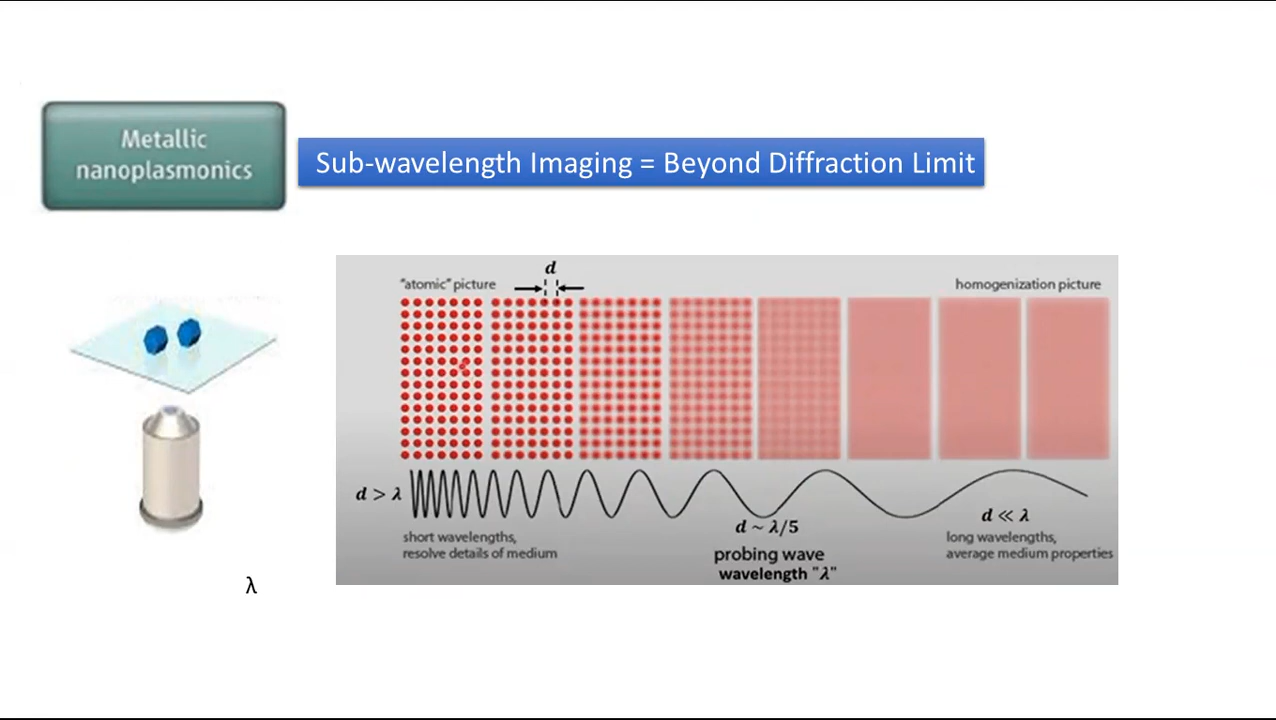 Metallic
nanoplasmonics
Sub-wavelength Imaging = Beyond Diffraction Limit
"atomic" picture
d
homogenization picture
d > λ
d ~ λ/5
d ≪ λ
short wavelengths,
resolve details of medium
probing wave
wavelength "λ"
long wavelengths,
average medium properties
λ